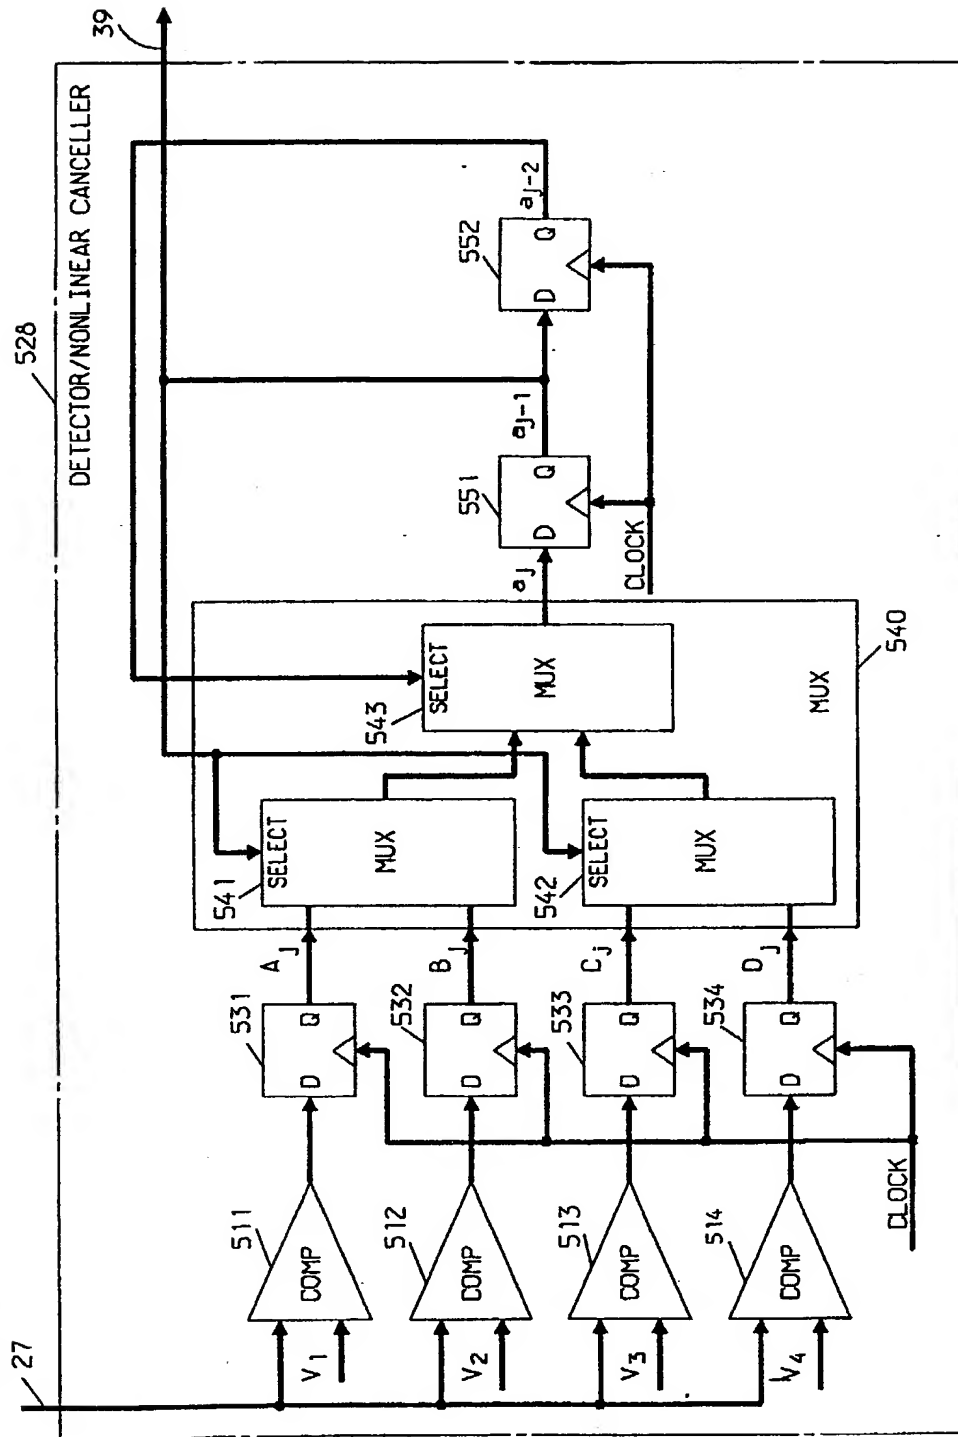 528
DETECTOR/NONLINEAR CANCELLER
27
39
511
COMP
V1
512
COMP
V2
513
COMP
V3
514
COMP
V4
531
D Q
532
D Q
533
D Q
534
D Q
CLOCK
Aj
Bj
Cj
Dj
541
SELECT
MUX
542
SELECT
MUX
543
SELECT
MUX
MUX
540
aj
551
D Q
aj-1
552
D Q
aj-2
CLOCK